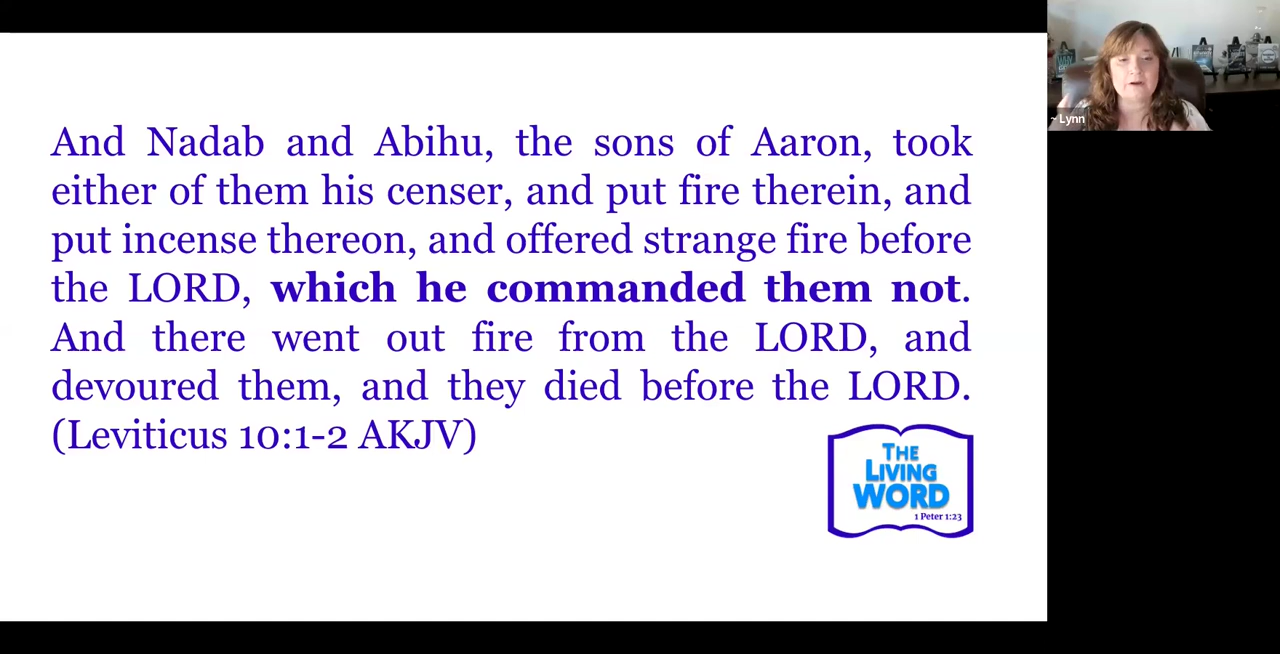 And Nadab and Abihu, the sons of Aaron, took
either of them his censer, and put fire therein, and
put incense thereon, and offered strange fire before
the LORD, which he commanded them not.
And there went out fire from the LORD, and
devoured them, and they died before the LORD.
(Leviticus 10:1-2 AKJV)
THE
LIVING
WORD
1 Peter 1:23
~ Lynn